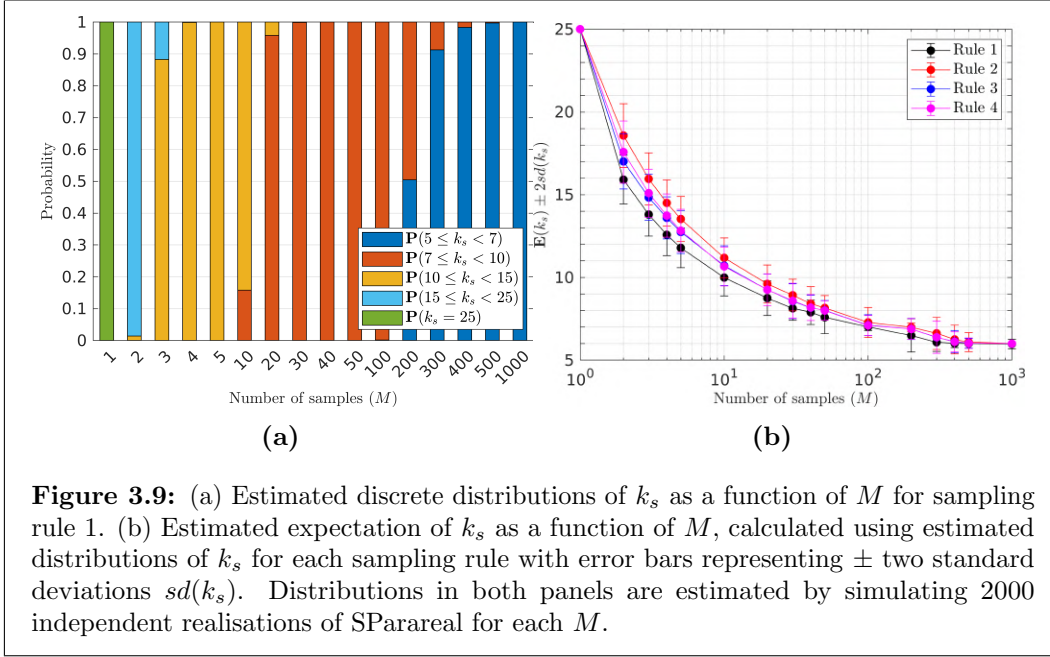 1
0.9
0.8
0.7
0.6
0.5
0.4
0.3
0.2
0.1
0
Probability
P(5 ≤ k_s < 7)
P(7 ≤ k_s < 10)
P(10 ≤ k_s < 15)
P(15 ≤ k_s < 25)
P(k_s = 25)
1 2 3 4 5 10 20 30 40 50 100 200 300 400 500 1000
Number of samples (M)
(a)
25
20
15
10
5
E(k_s) ± 2sd(k_s)
Rule 1
Rule 2
Rule 3
Rule 4
10^0 10^1 10^2 10^3
Number of samples (M)
(b)
Figure 3.9: (a) Estimated discrete distributions of k_s as a function of M for sampling
rule 1. (b) Estimated expectation of k_s as a function of M, calculated using estimated
distributions of k_s for each sampling rule with error bars representing ± two standard
deviations sd(k_s). Distributions in both panels are estimated by simulating 2000
independent realisations of SParareal for each M.